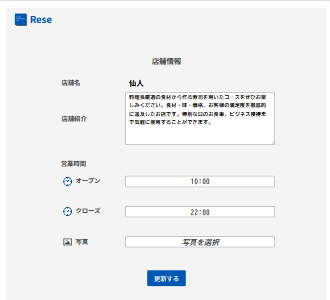 Rese
店舗情報
店舗名
仙人
店舗紹介
料理長厳選の食材から作る寿司を用いたコースをぜひお楽
しみください。食材・味・価格、お客様の満足度を徹底的
に追及したお店です。特別な日のお食事、ビジネス接待ま
で気軽に使用することができます。
営業時間
オープン
10:00
クローズ
22:00
写真
写真を選択
更新する